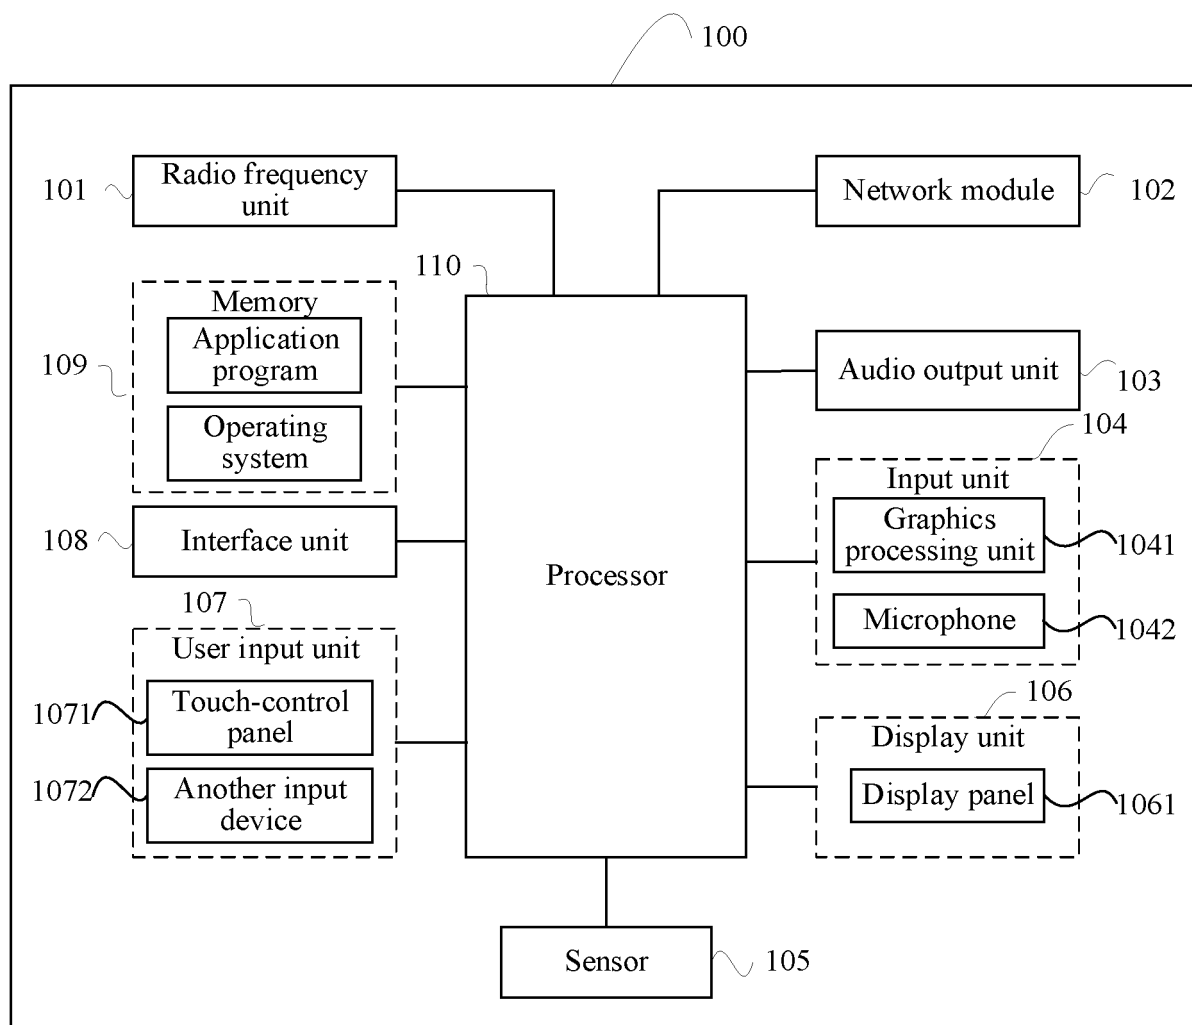 100
101
Radio frequency
unit
Network module
102
110
Memory
Application
program
109
Operating
system
Audio output unit
103
104
Input unit
Graphics
processing unit
1041
Microphone
1042
108
Interface unit
Processor
107
User input unit
1071
Touch-control
panel
1072
Another input
device
106
Display unit
Display panel
1061
Sensor
105